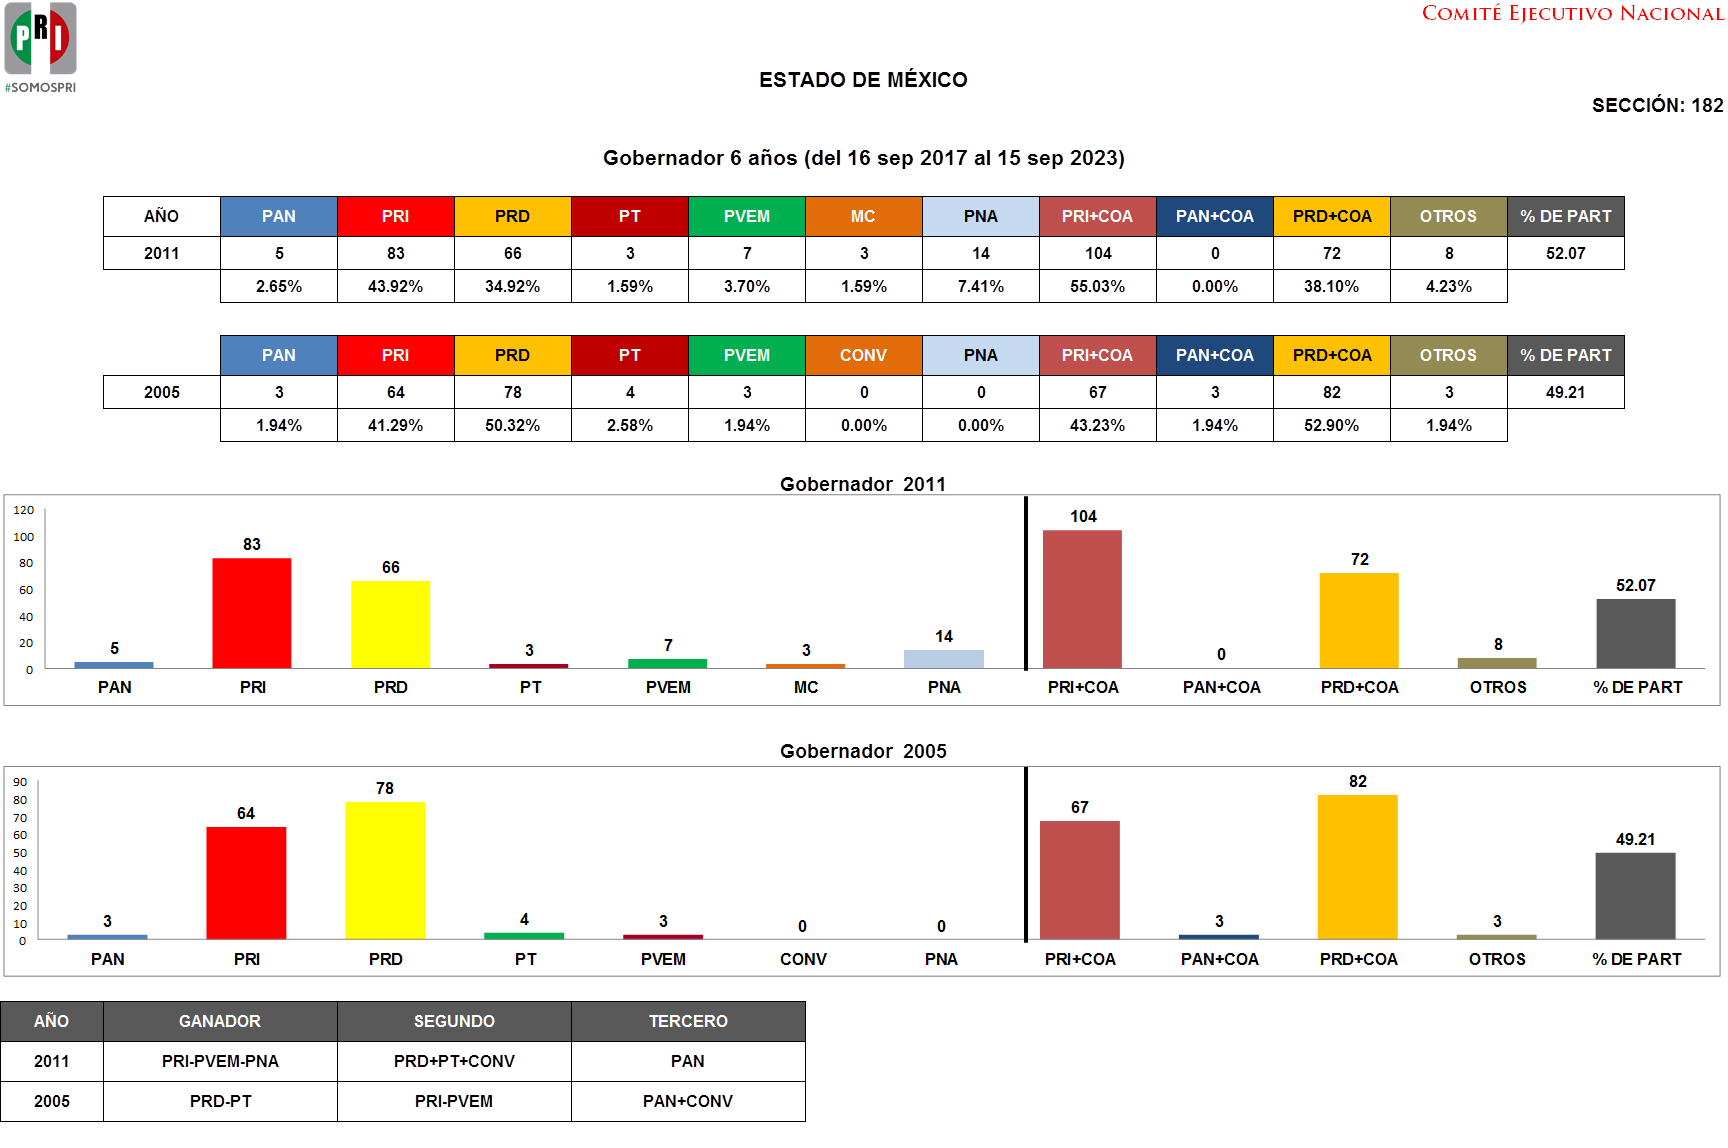 PRI
#SOMOSPRI
COMITÉ EJECUTIVO NACIONAL
ESTADO DE MÉXICO
SECCIÓN: 182
Gobernador 6 años (del 16 sep 2017 al 15 sep 2023)
AÑO PAN PRI PRD PT PVEM MC PNA PRI+COA PAN+COA PRD+COA OTROS % DE PART
2011 5 83 66 3 7 3 14 104 0 72 8 52.07
2.65% 43.92% 34.92% 1.59% 3.70% 1.59% 7.41% 55.03% 0.00% 38.10% 4.23%
PAN PRI PRD PT PVEM CONV PNA PRI+COA PAN+COA PRD+COA OTROS % DE PART
2005 3 64 78 4 3 0 0 67 3 82 3 49.21
1.94% 41.29% 50.32% 2.58% 1.94% 0.00% 0.00% 43.23% 1.94% 52.90% 1.94%
Gobernador 2011
120
100
80
60
40
20
0
5 83 66 3 7 3 14 104 0 72 8 52.07
PAN PRI PRD PT PVEM MC PNA PRI+COA PAN+COA PRD+COA OTROS % DE PART
Gobernador 2005
90
80
70
60
50
40
30
20
10
0
3 64 78 4 3 0 0 67 3 82 3 49.21
PAN PRI PRD PT PVEM CONV PNA PRI+COA PAN+COA PRD+COA OTROS % DE PART
AÑO GANADOR SEGUNDO TERCERO
2011 PRI-PVEM-PNA PRD+PT+CONV PAN
2005 PRD-PT PRI-PVEM PAN+CONV